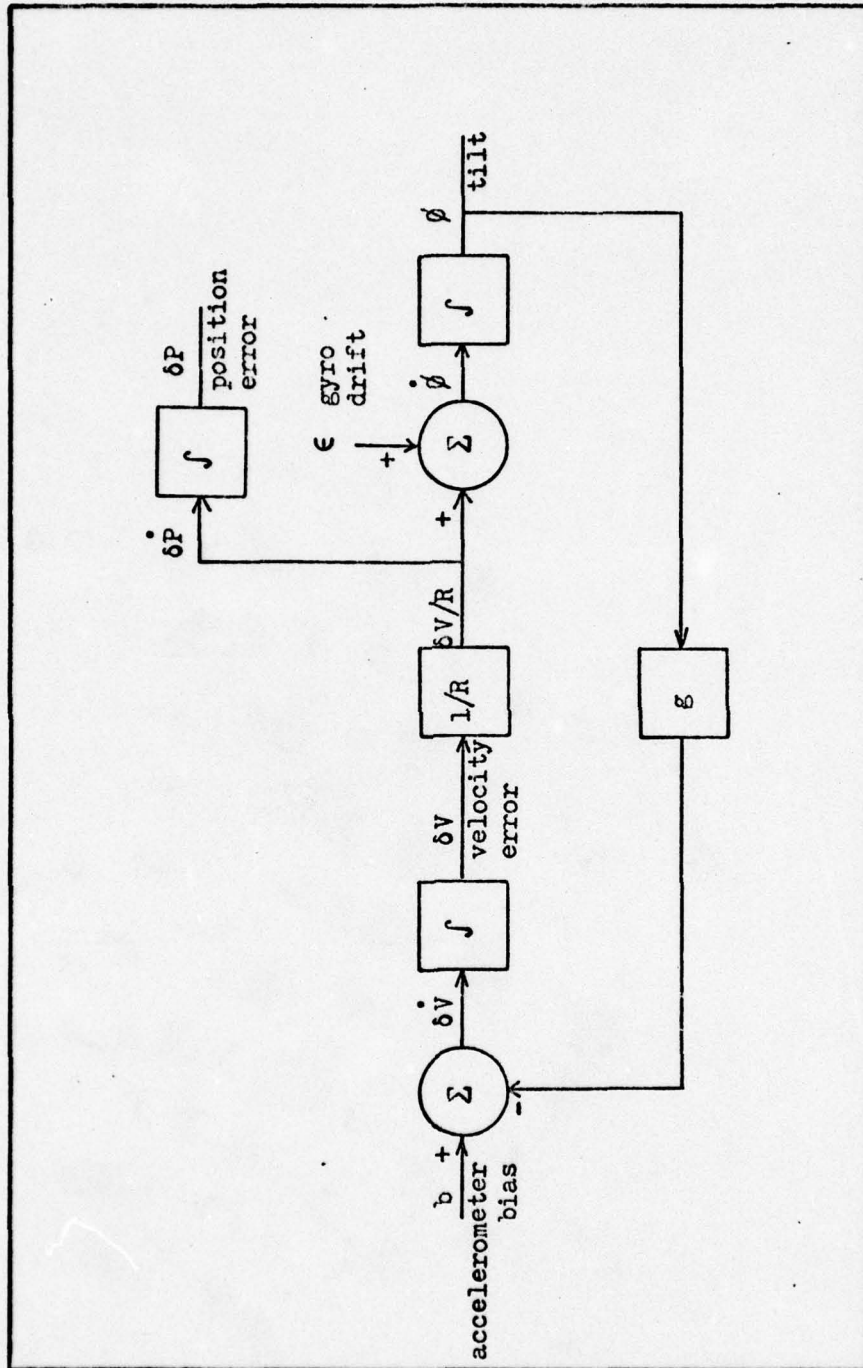 b
+
accelerometer
bias
Σ
-
δV̇
∫
δV
velocity
error
1/R
δV/R
δṖ
∫
δP
position
error
+
ϵ
gyro
drift
+
Σ
ø̇
∫
ø
tilt
g